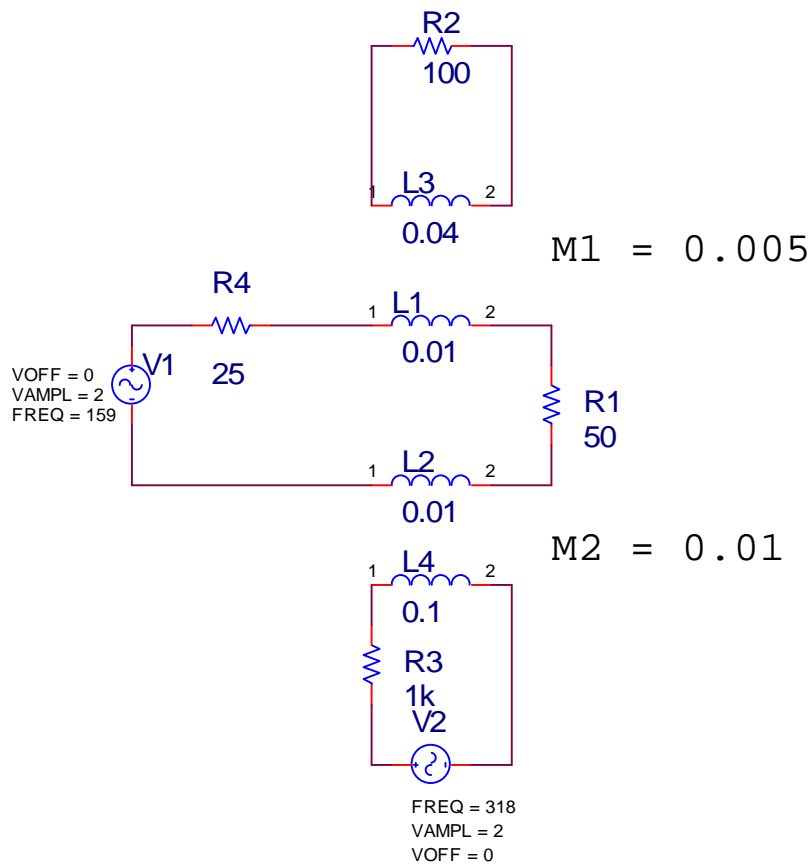 R2
100
1 L3 2
0.04
M1 = 0.005
R4
1 L1 2
0.01
25
V1
VOFF = 0
VAMPL = 2
FREQ = 159
+
-
R1
50
1 L2 2
0.01
M2 = 0.01
1 L4 2
0.1
R3
1k
V2
+ -
FREQ = 318
VAMPL = 2
VOFF = 0